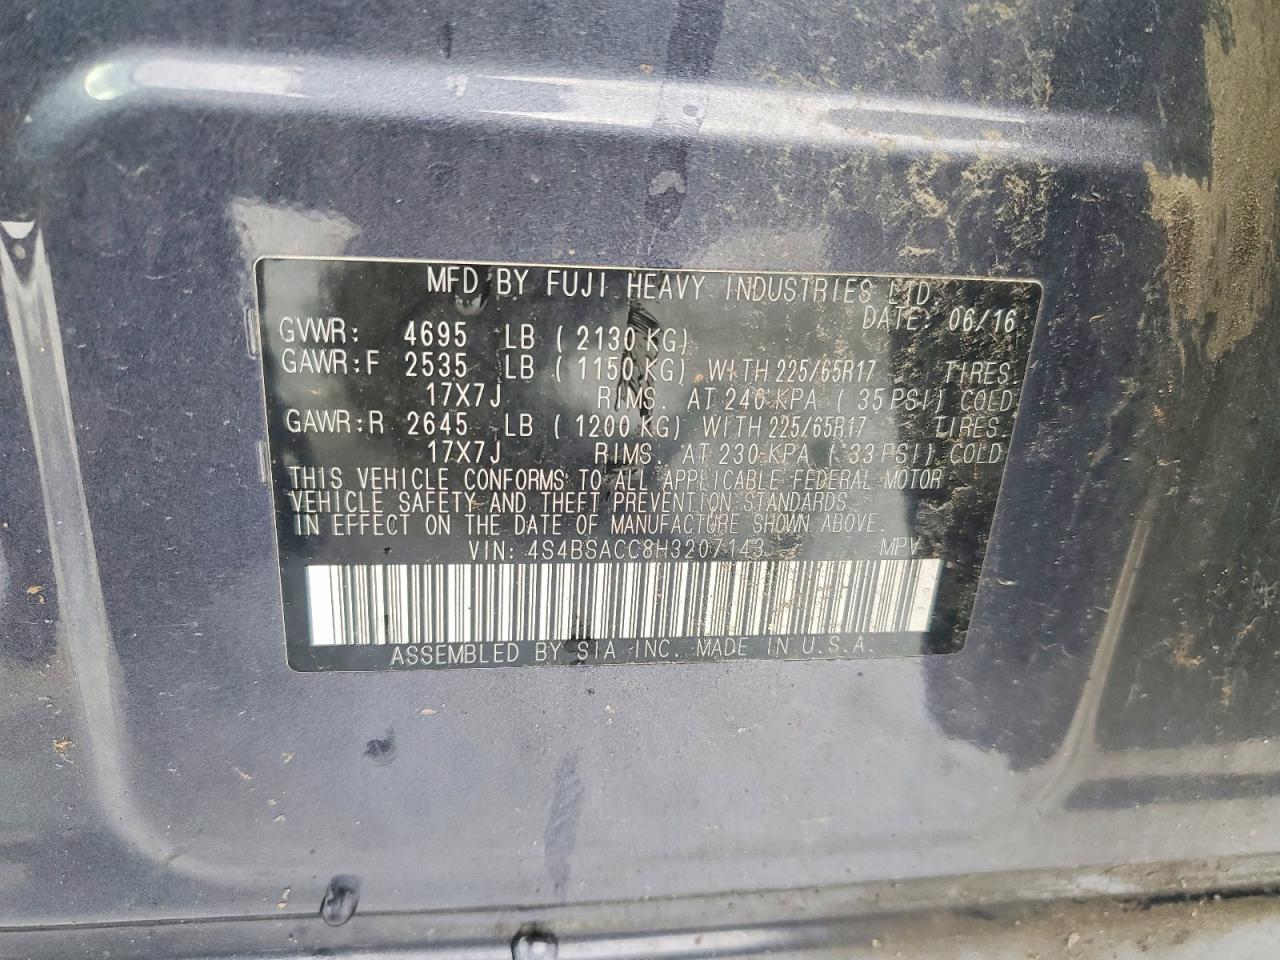 MFD BY FUJI HEAVY INDUSTRIES LTD
DATE: 06/16
GVWR: 4695 LB ( 2130 KG)
GAWR:F 2535 LB ( 1150 KG) WITH 225/65R17 TIRES.
17X7J RIMS. AT 240 KPA ( 35 PSI) COLD
GAWR:R 2645 LB ( 1200 KG) WITH 225/65R17 TIRES.
17X7J RIMS. AT 230 KPA ( 33 PSI) COLD
THIS VEHICLE CONFORMS TO ALL APPLICABLE FEDERAL MOTOR
VEHICLE SAFETY AND THEFT PREVENTION STANDARDS
IN EFFECT ON THE DATE OF MANUFACTURE SHOWN ABOVE.
VIN: 4S4BSACC8H3207143 MPV
ASSEMBLED BY SIA INC. MADE IN U.S.A.